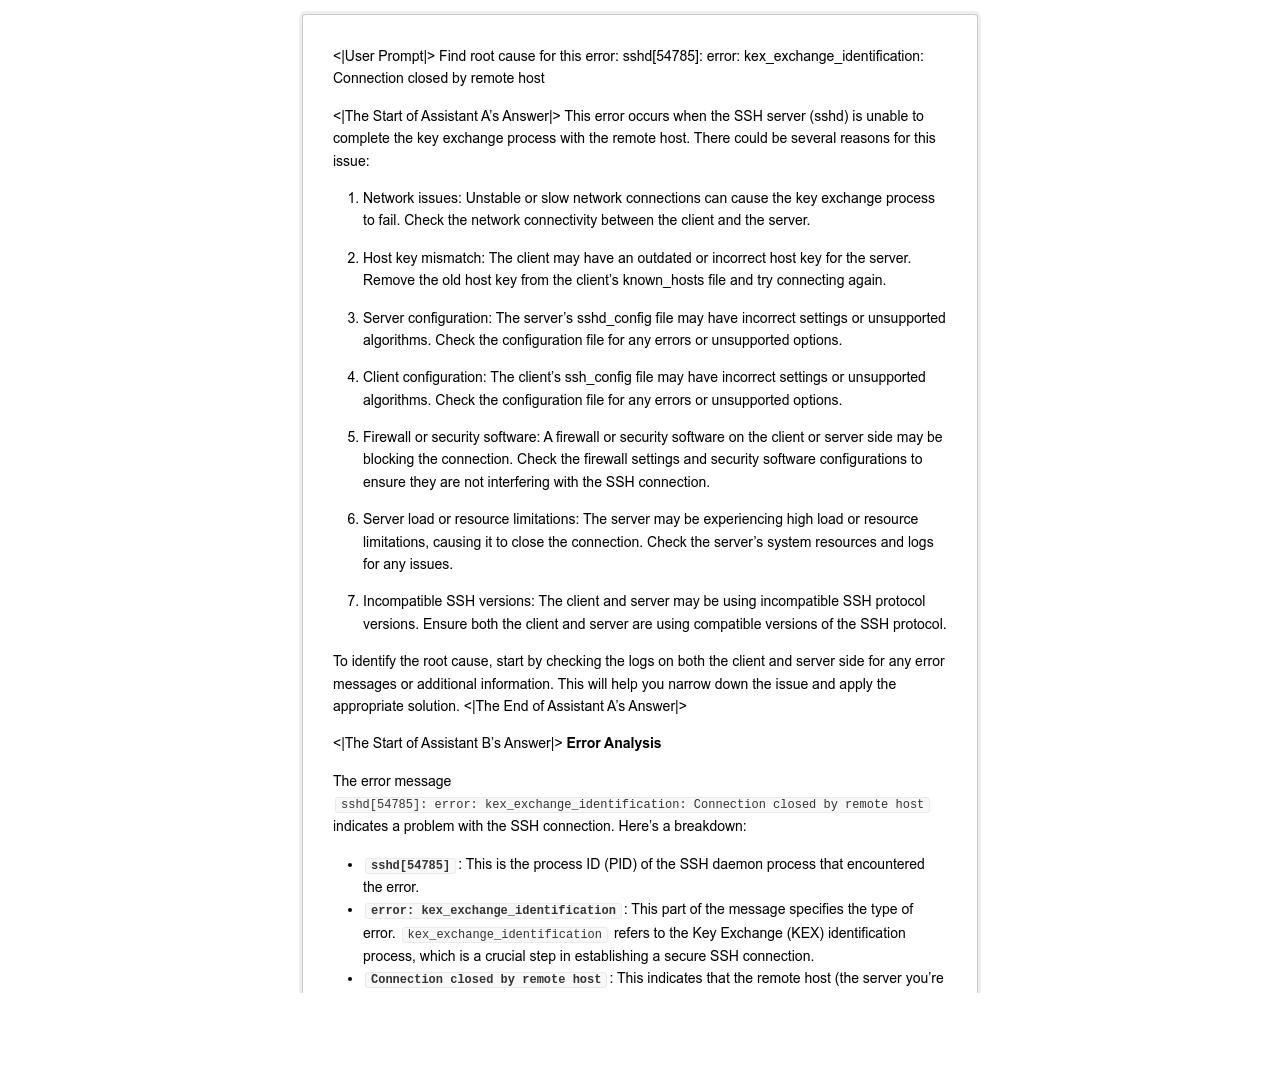 <|User Prompt|> Find root cause for this error: sshd[54785]: error: kex_exchange_identification:
Connection closed by remote host
<|The Start of Assistant A’s Answer|> This error occurs when the SSH server (sshd) is unable to
complete the key exchange process with the remote host. There could be several reasons for this
issue:
1. Network issues: Unstable or slow network connections can cause the key exchange process
to fail. Check the network connectivity between the client and the server.
2. Host key mismatch: The client may have an outdated or incorrect host key for the server.
Remove the old host key from the client’s known_hosts file and try connecting again.
3. Server configuration: The server’s sshd_config file may have incorrect settings or unsupported
algorithms. Check the configuration file for any errors or unsupported options.
4. Client configuration: The client’s ssh_config file may have incorrect settings or unsupported
algorithms. Check the configuration file for any errors or unsupported options.
5. Firewall or security software: A firewall or security software on the client or server side may be
blocking the connection. Check the firewall settings and security software configurations to
ensure they are not interfering with the SSH connection.
6. Server load or resource limitations: The server may be experiencing high load or resource
limitations, causing it to close the connection. Check the server’s system resources and logs
for any issues.
7. Incompatible SSH versions: The client and server may be using incompatible SSH protocol
versions. Ensure both the client and server are using compatible versions of the SSH protocol.
To identify the root cause, start by checking the logs on both the client and server side for any error
messages or additional information. This will help you narrow down the issue and apply the
appropriate solution. <|The End of Assistant A’s Answer|>
<|The Start of Assistant B’s Answer|> Error Analysis
The error message
sshd[54785]: error: kex_exchange_identification: Connection closed by remote host
indicates a problem with the SSH connection. Here’s a breakdown:
• sshd[54785]: This is the process ID (PID) of the SSH daemon process that encountered
the error.
• error: kex_exchange_identification: This part of the message specifies the type of
error. kex_exchange_identification refers to the Key Exchange (KEX) identification
process, which is a crucial step in establishing a secure SSH connection.
• Connection closed by remote host: This indicates that the remote host (the server you’re